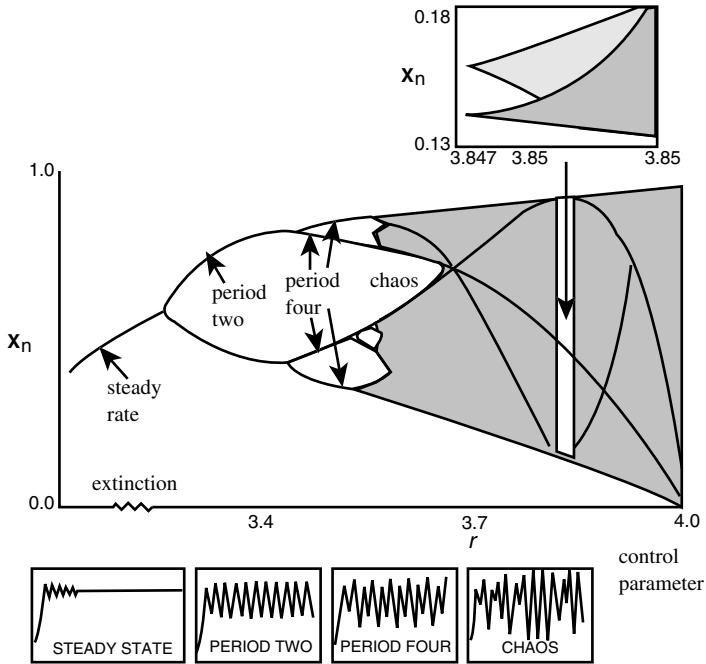 0.18
xn
0.13
3.847 3.85 3.85
1.0
period
two
period
four
chaos
xn
steady
rate
extinction
0.0
3.4 3.7 4.0
r
control
parameter
STEADY STATE
PERIOD TWO
PERIOD FOUR
CHAOS